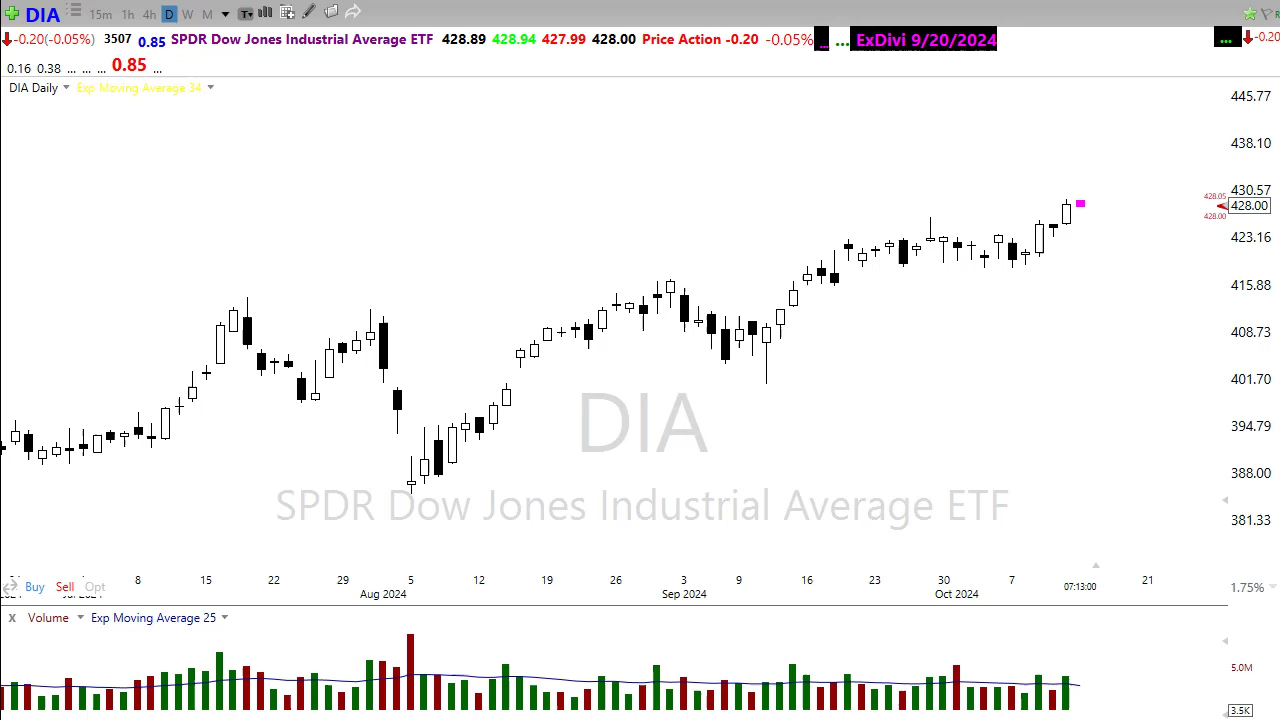 DIA 15m 1h 4h D W M T
-0.20(-0.05%) 3507 0.85 SPDR Dow Jones Industrial Average ETF 428.89 428.94 427.99 428.00 Price Action -0.20 -0.05% ... ... ExDivi 9/20/2024 ... -0.20
0.16 0.38 ... ... ... 0.85 ...
DIA Daily Exp Moving Average 34
445.77
438.10
430.57
428.05
428.00
428.00
423.16
415.88
408.73
401.70
394.79
388.00
381.33
DIA
SPDR Dow Jones Industrial Average ETF
8 15 22 29 5 12 19 26 3 9 16 23 30 7 21
Buy Sell Opt 07:13:00 1.75%
Aug 2024 Sep 2024 Oct 2024
X Volume Exp Moving Average 25
5.0M
3.5K